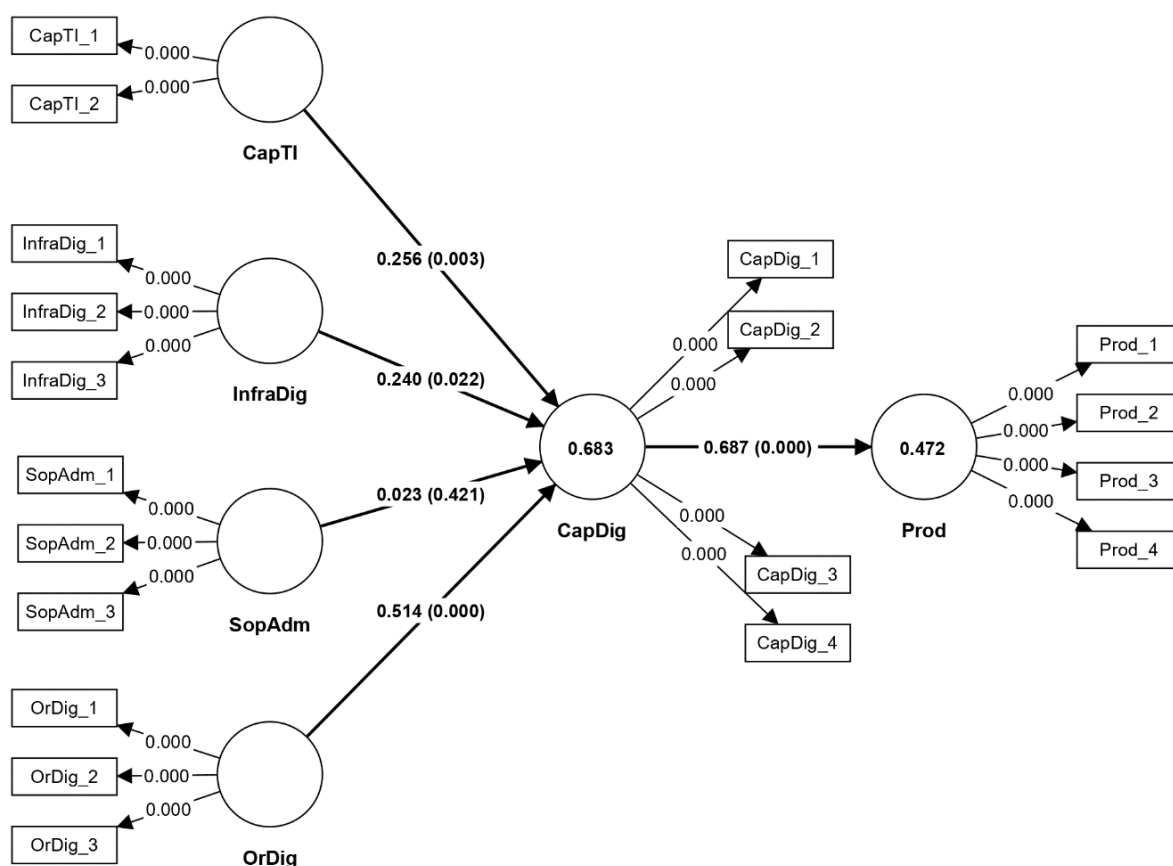 CapTI_1
0.000
CapTI_2
0.000
CapTI
0.256 (0.003)
InfraDig_1
0.000
InfraDig_2
0.000
InfraDig_3
0.000
InfraDig
0.240 (0.022)
SopAdm_1
0.000
SopAdm_2
0.000
SopAdm_3
0.000
SopAdm
0.023 (0.421)
OrDig_1
0.000
OrDig_2
0.000
OrDig_3
0.000
OrDig
0.514 (0.000)
CapDig_1
0.000
CapDig_2
0.000
0.683
CapDig
0.000
CapDig_3
0.000
CapDig_4
0.687 (0.000)
0.472
Prod
Prod_1
0.000
Prod_2
0.000
Prod_3
0.000
Prod_4
0.000